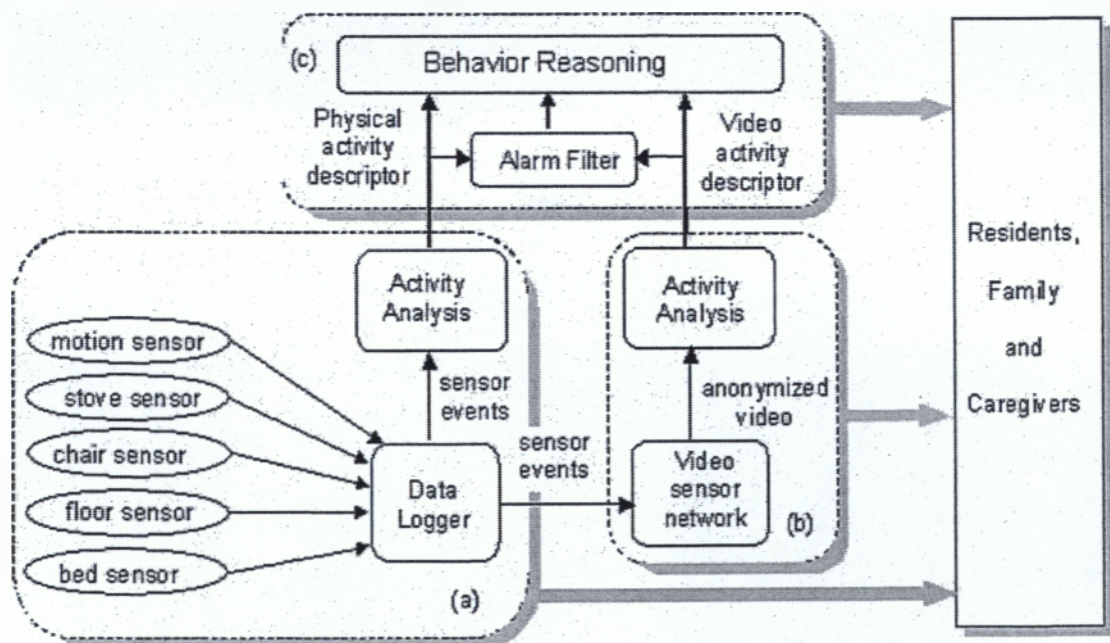 (c)
Behavior Reasoning
Physical
activity
descriptor
Alarm Filter
Video
activity
descriptor
Activity
Analysis
Activity
Analysis
motion sensor
stove sensor
chair sensor
floor sensor
bed sensor
sensor
events
Data
Logger
(a)
sensor
events
anonymized
video
Video
sensor
network
(b)
Residents,
Family
and
Caregivers